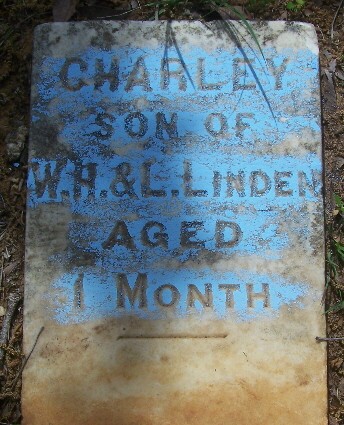 CHARLEY
SON OF
W.H.&L.LINDEN
AGED
1 MONTH